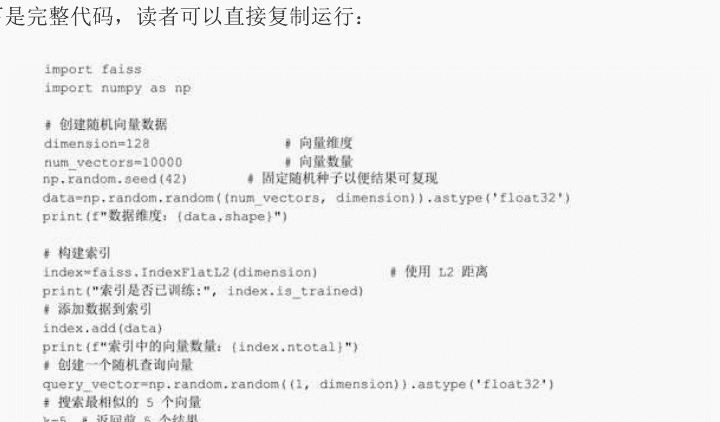 是完整代码，读者可以直接复制运行：
import faiss
import numpy as np
# 创建随机向量数据
dimension=128 # 向量维度
num_vectors=10000 # 向量数量
np.random.seed(42) # 固定随机种子以便结果可复现
data=np.random.random((num_vectors, dimension)).astype('float32')
print(f"数据维度: {data.shape}")
# 构建索引
index=faiss.IndexFlatL2(dimension) # 使用 L2 距离
print("索引是否已训练:", index.is_trained)
# 添加数据到索引
index.add(data)
print(f"索引中的向量数量: {index.ntotal}")
# 创建一个随机查询向量
query_vector=np.random.random((1, dimension)).astype('float32')
# 搜索最相似的 5 个向量
k=5 # 返回前 5 个结果